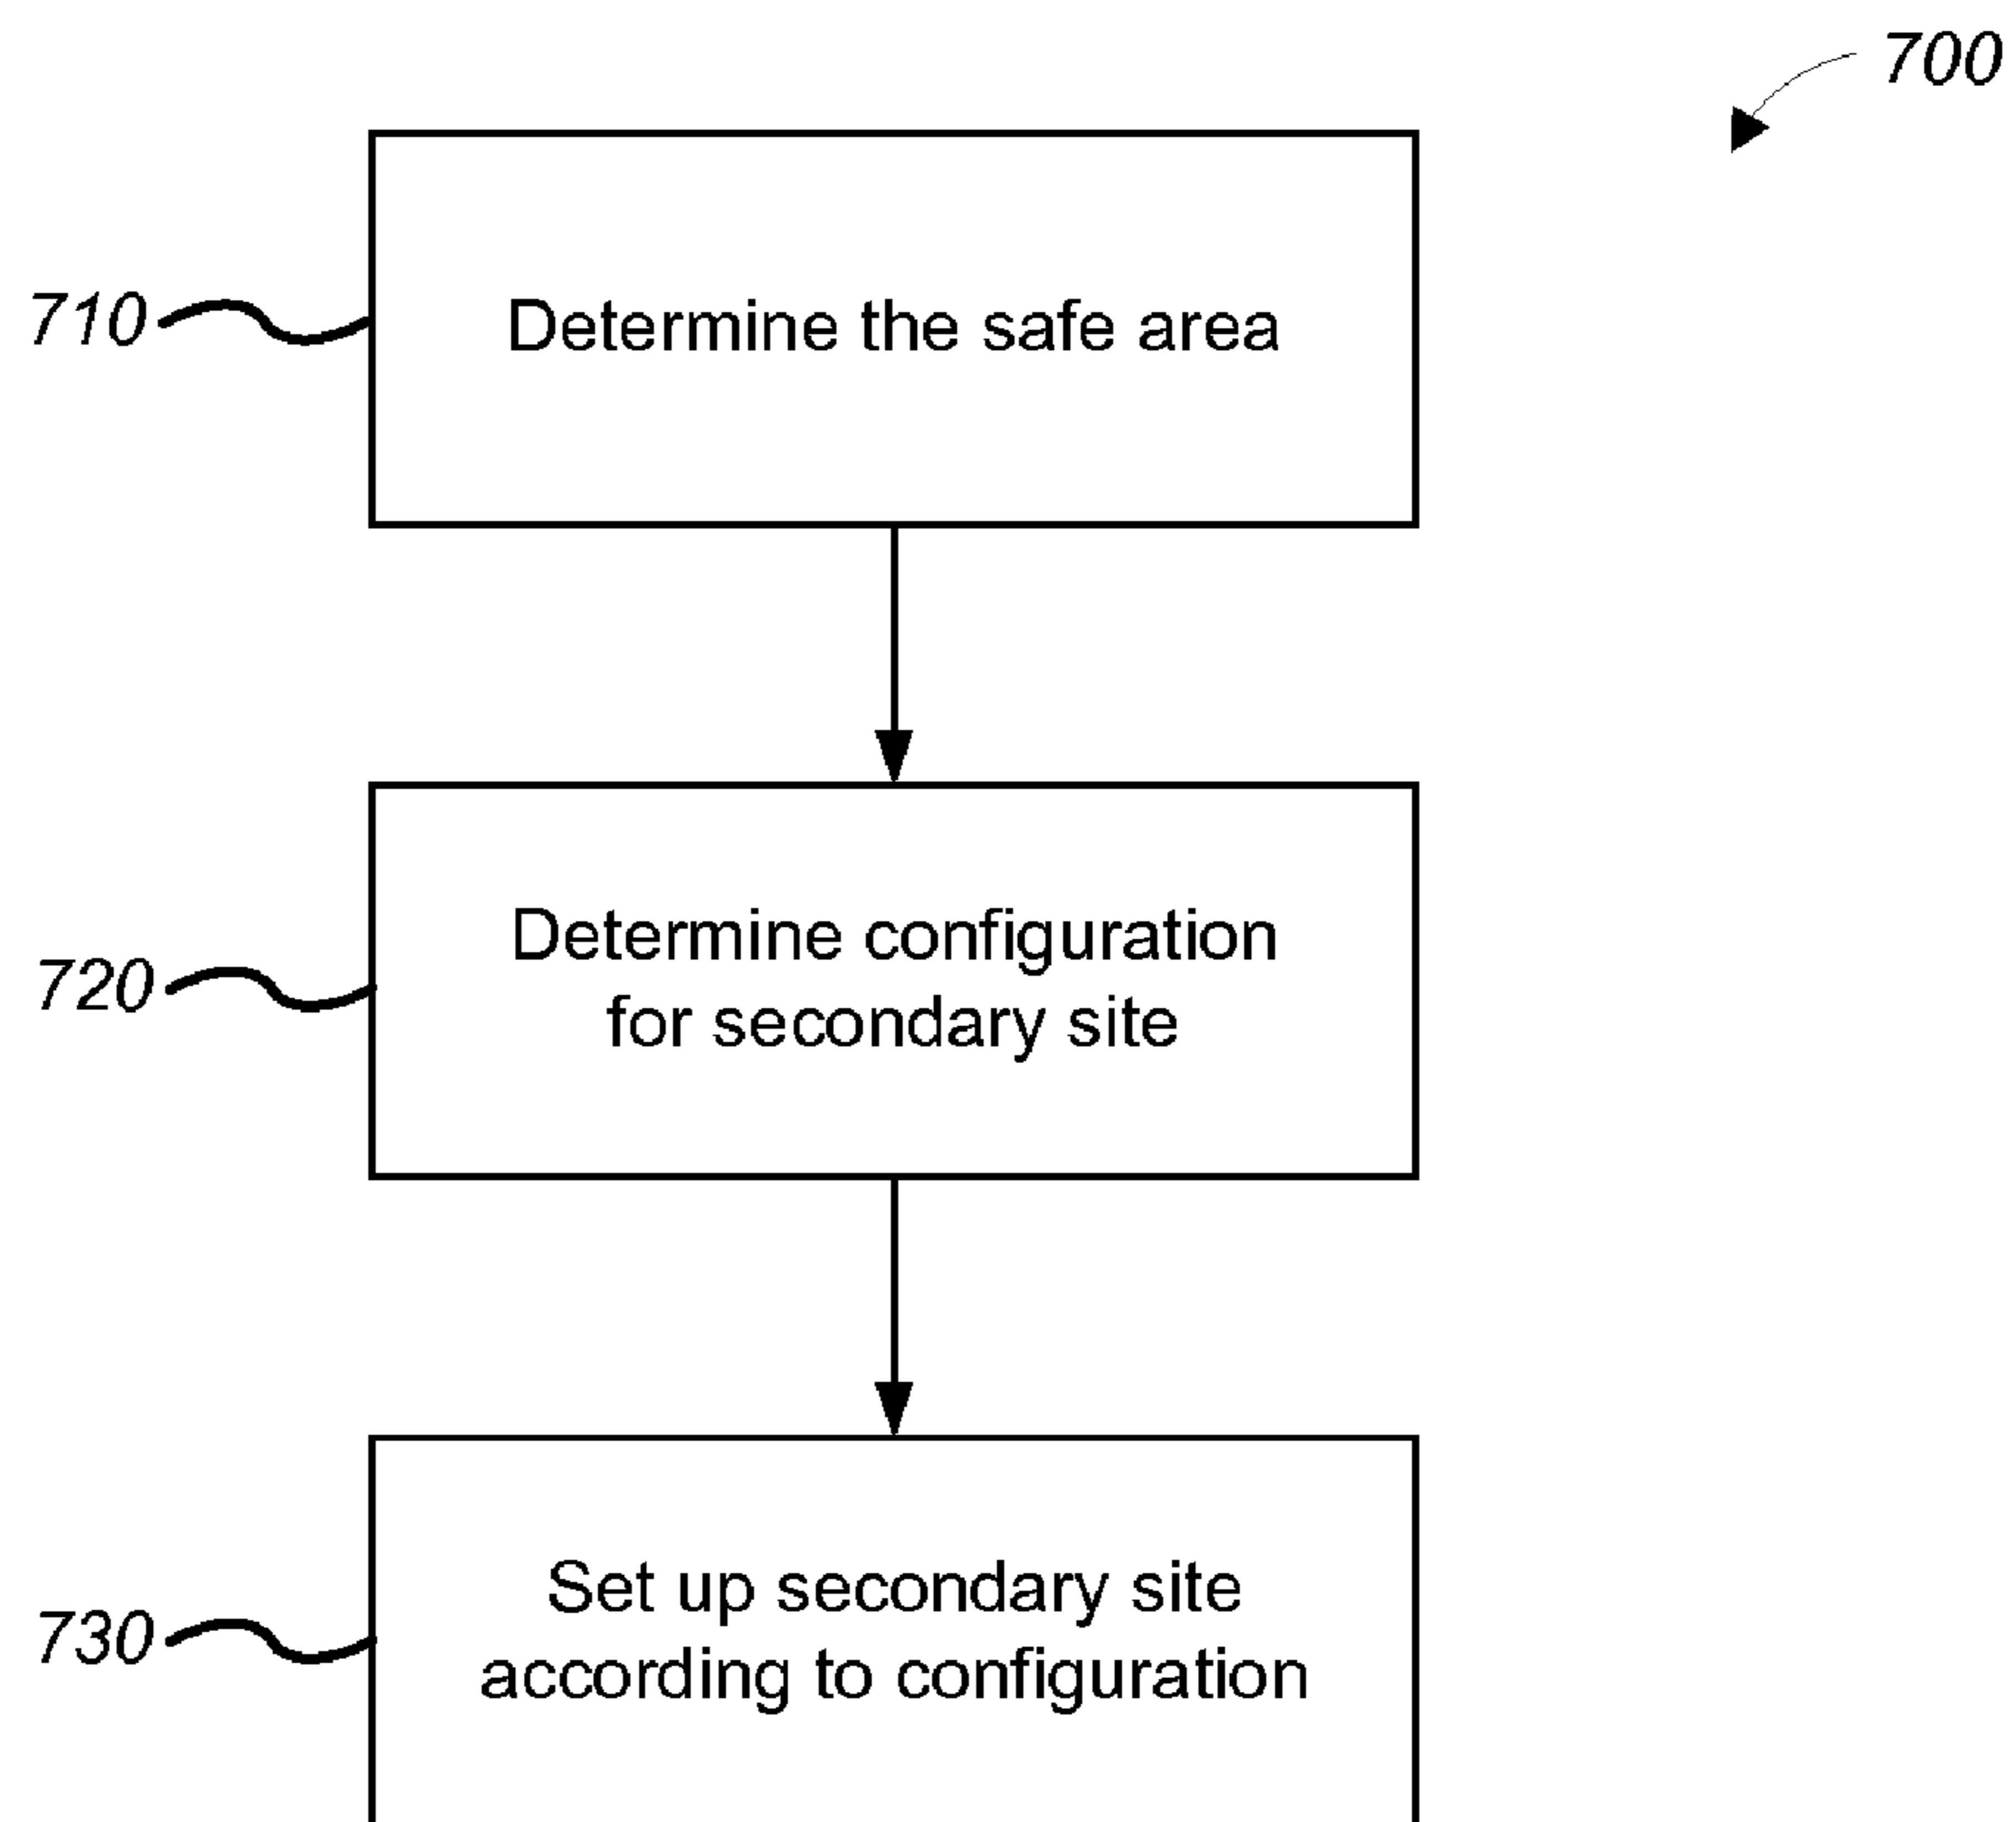 700
710
Determine the safe area
720
Determine configuration
for secondary site
730
Set up secondary site
according to configuration